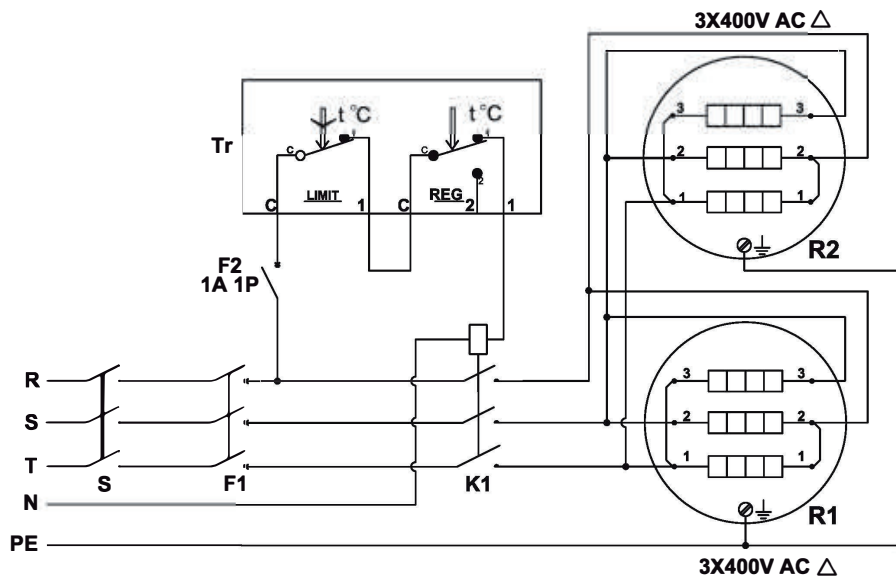 3X400V AC △
t °C t °C
Tr
C C
2
LIMIT REG
C 1 C 2 1
3 3
2 2
1 1
R2
F2
1A 1P
R
S
T
N
PE
S F1 K1
3 3
2 2
1 1
R1
3X400V AC △